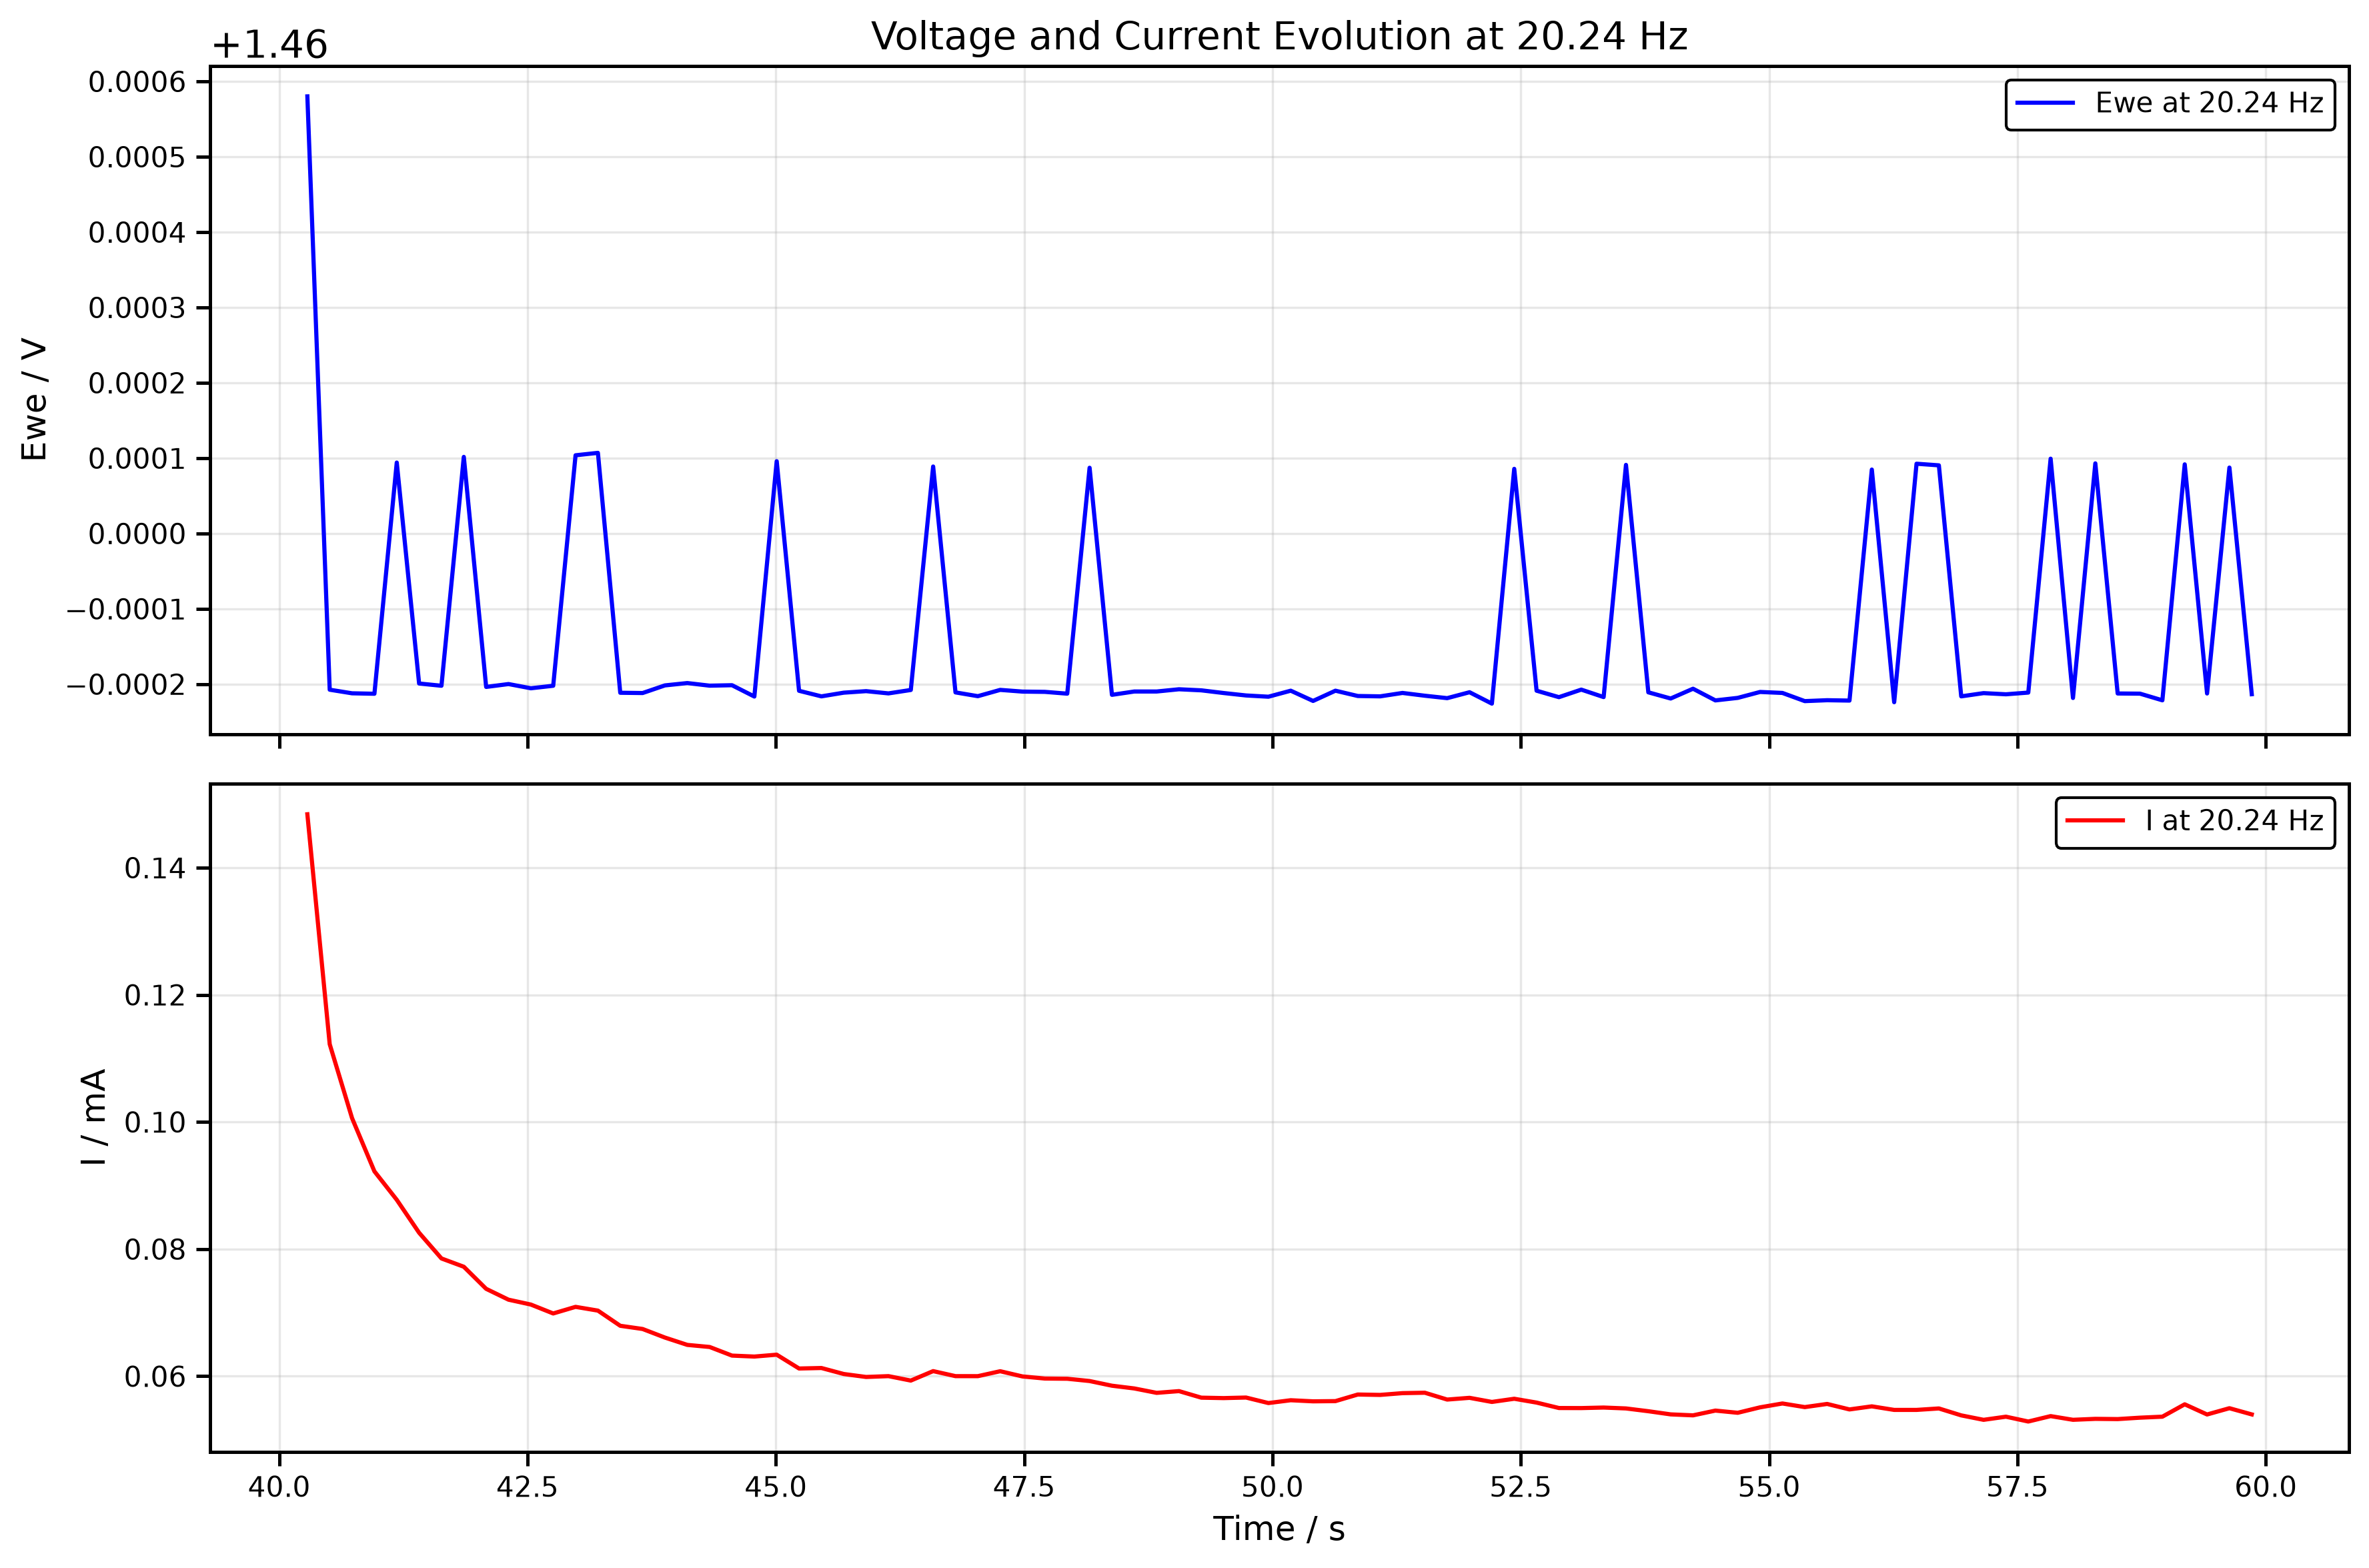 Voltage and Current Evolution at 20.24 Hz
+1.46
0.0006
0.0005
0.0004
0.0003
0.0002
0.0001
0.0000
−0.0001
−0.0002
Ewe / V
Ewe at 20.24 Hz
0.14
0.12
0.10
0.08
0.06
I / mA
I at 20.24 Hz
40.0 42.5 45.0 47.5 50.0 52.5 55.0 57.5 60.0
Time / s